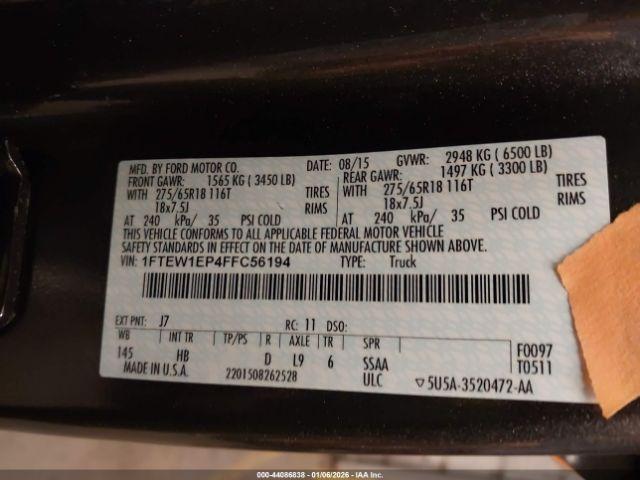 MFD. BY FORD MOTOR CO. DATE: 08/15 GVWR: 2948 KG ( 6500 LB)
FRONT GAWR: 1565 KG ( 3450 LB) REAR GAWR: 1497 KG ( 3300 LB)
WITH 275/65R18 116T TIRES WITH 275/65R18 116T TIRES
18x7.5J RIMS 18x7.5J RIMS
AT 240 kPa/ 35 PSI COLD AT 240 kPa/ 35 PSI COLD
THIS VEHICLE CONFORMS TO ALL APPLICABLE FEDERAL MOTOR VEHICLE
SAFETY STANDARDS IN EFFECT ON THE DATE OF MANUFACTURE SHOWN ABOVE.
VIN: 1FTEW1EP4FFC56194 TYPE: Truck
EXT PNT: J7 RC: 11 DSO:
WB INT TR TP/PS R AXLE TR SPR F0097
145 HB D L9 6 SSAA T0511
MADE IN U.S.A. 2201508262528 ULC ▽5U5A-3520472-AA
000-44086838 - 01/06/2026 - IAA Inc.